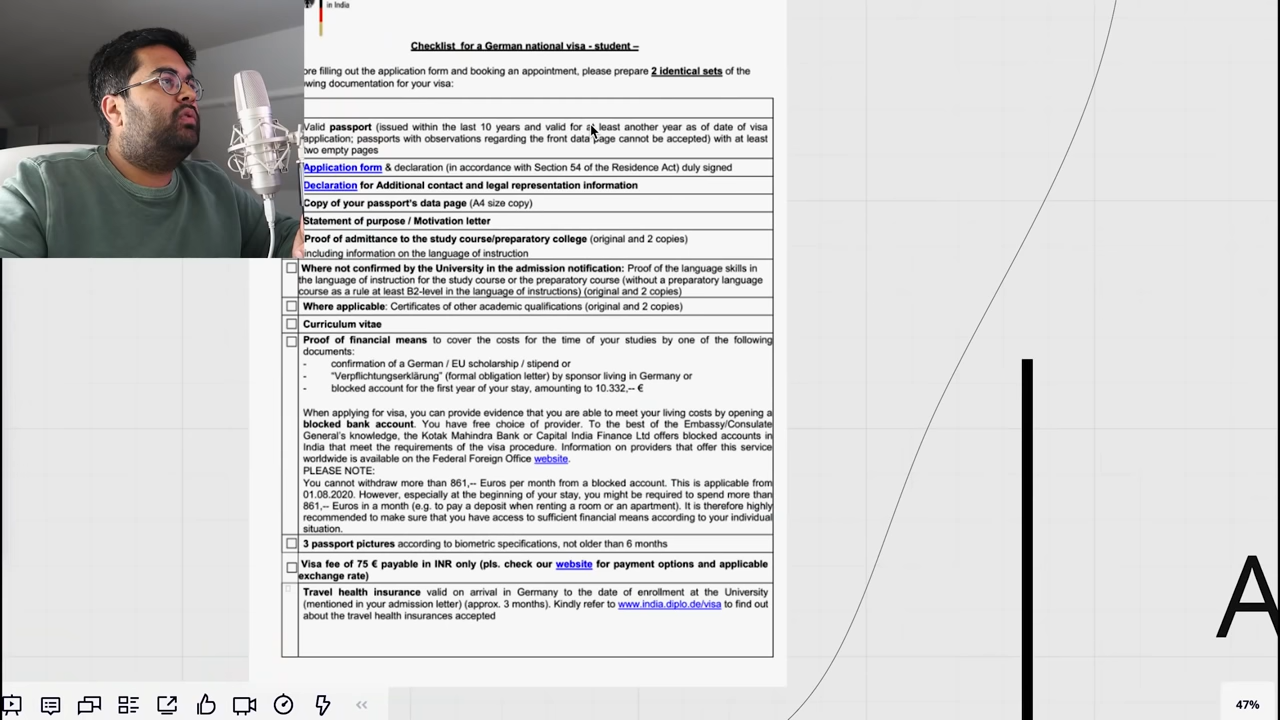 in India
Checklist for a German national visa - student –
ore filling out the application form and booking an appointment, please prepare 2 identical sets of the
owing documentation for your visa:
Valid passport (issued within the last 10 years and valid for at least another year as of date of visa
application; passports with observations regarding the front data page cannot be accepted) with at least
two empty pages
Application form & declaration (in accordance with Section 54 of the Residence Act) duly signed
Declaration for Additional contact and legal representation information
Copy of your passport's data page (A4 size copy)
Statement of purpose / Motivation letter
Proof of admittance to the study course/preparatory college (original and 2 copies)
including information on the language of instruction
Where not confirmed by the University in the admission notification: Proof of the language skills in
the language of instruction for the study course or the preparatory course (without a preparatory language
course as a rule at least B2-level in the language of instructions) (original and 2 copies)
Where applicable: Certificates of other academic qualifications (original and 2 copies)
Curriculum vitae
Proof of financial means to cover the costs for the time of your studies by one of the following
documents:
- confirmation of a German / EU scholarship / stipend or
- "Verpflichtungserklärung" (formal obligation letter) by sponsor living in Germany or
- blocked account for the first year of your stay, amounting to 10.332,-- €
When applying for visa, you can provide evidence that you are able to meet your living costs by opening a
blocked bank account. You have free choice of provider. To the best of the Embassy/Consulate
General's knowledge, the Kotak Mahindra Bank or Capital India Finance Ltd offers blocked accounts in
India that meet the requirements of the visa procedure. Information on providers that offer this service
worldwide is available on the Federal Foreign Office website.
PLEASE NOTE:
You cannot withdraw more than 861,-- Euros per month from a blocked account. This is applicable from
01.08.2020. However, especially at the beginning of your stay, you might be required to spend more than
861,-- Euros in a month (e.g. to pay a deposit when renting a room or an apartment). It is therefore highly
recommended to make sure that you have access to sufficient financial means according to your individual
situation.
3 passport pictures according to biometric specifications, not older than 6 months
Visa fee of 75 € payable in INR only (pls. check our website for payment options and applicable
exchange rate)
Travel health insurance valid on arrival in Germany to the date of enrollment at the University
(mentioned in your admission letter) (approx. 3 months). Kindly refer to www.india.diplo.de/visa to find out
about the travel health insurances accepted
A
47%